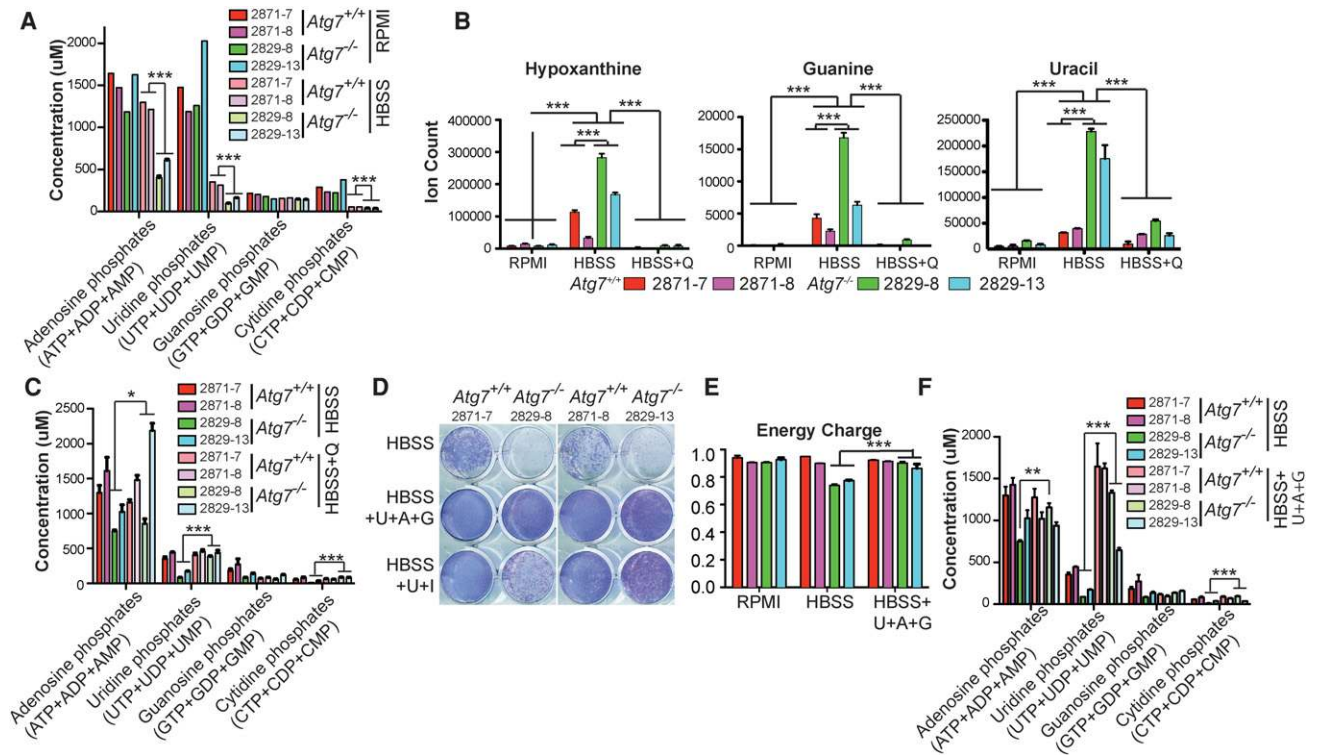 A
2871-7
2871-8
2829-8
2829-13
2871-7
2871-8
2829-8
2829-13
Atg7+/+
Atg7-/-
Atg7+/+
Atg7-/-
RPMI
HBSS
Concentration (uM)
2000
1500
1000
500
0
***
***
***
Adenosine phosphates
(ATP+ADP+AMP)
Uridine phosphates
(UTP+UDP+UMP)
Guanosine phosphates
(GTP+GDP+GMP)
Cytidine phosphates
(CTP+CDP+CMP)
B
Hypoxanthine
Guanine
Uracil
Ion Count
400000
300000
200000
100000
0
*** ***
***
RPMI HBSS HBSS+Q
20000
15000
10000
5000
0
*** ***
***
RPMI HBSS HBSS+Q
250000
200000
150000
100000
50000
0
*** ***
***
RPMI HBSS HBSS+Q
Atg7+/+ 2871-7 2871-8 Atg7-/- 2829-8 2829-13
C
2871-7
2871-8
2829-8
2829-13
2871-7
2871-8
2829-8
2829-13
Atg7+/+
Atg7-/-
Atg7+/+
Atg7-/-
HBSS
HBSS+Q
Concentration (uM)
2500
2000
1500
1000
500
0
*
***
***
Adenosine phosphates
(ATP+ADP+AMP)
Uridine phosphates
(UTP+UDP+UMP)
Guanosine phosphates
(GTP+GDP+GMP)
Cytidine phosphates
(CTP+CDP+CMP)
D
Atg7+/+ Atg7-/- Atg7+/+ Atg7-/-
2871-7 2829-8 2871-8 2829-13
HBSS
HBSS
+U+A+G
HBSS
+U+I
E
Energy Charge
***
1.0
0.8
0.6
0.4
0.2
0.0
RPMI HBSS HBSS+
U+A+G
F
2871-7
2871-8
2829-8
2829-13
2871-7
2871-8
2829-8
2829-13
Atg7+/+
Atg7-/-
Atg7+/+
Atg7-/-
HBSS
HBSS+
U+A+G
Concentration (uM)
2000
1500
1000
500
0
**
***
***
Adenosine phosphates
(ATP+ADP+AMP)
Uridine phosphates
(UTP+UDP+UMP)
Guanosine phosphates
(GTP+GDP+GMP)
Cytidine phosphates
(CTP+CDP+CMP)